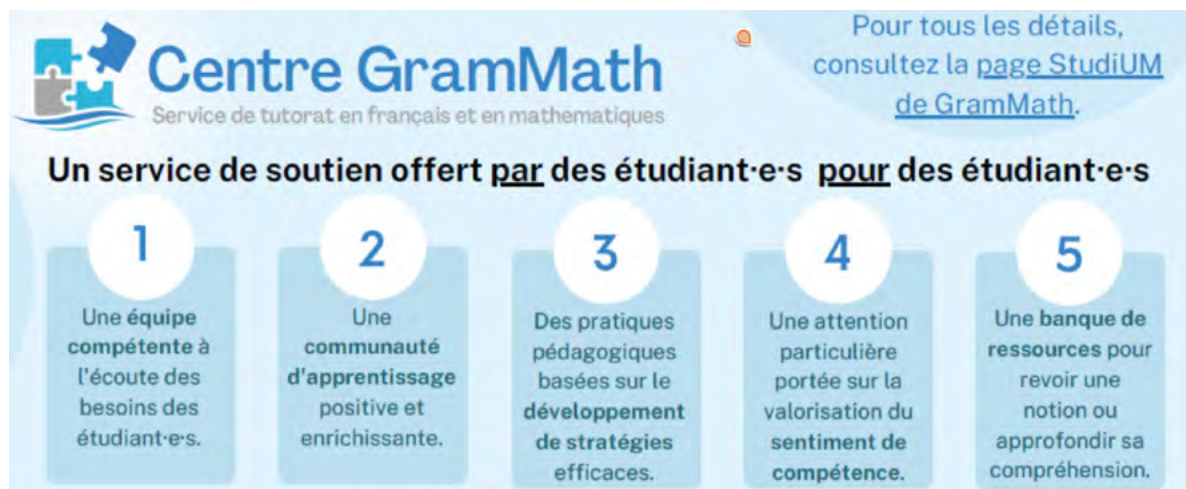 Centre GramMath
Service de tutorat en français et en mathematiques
Pour tous les détails,
consultez la page StudiUM
de GramMath.
Un service de soutien offert par des étudiant·e·s pour des étudiant·e·s
1
Une équipe
compétente à
l'écoute des
besoins des
étudiant·e·s.
2
Une
communauté
d'apprentissage
positive et
enrichissante.
3
Des pratiques
pédagogiques
basées sur le
développement
de stratégies
efficaces.
4
Une attention
particulière
portée sur la
valorisation du
sentiment de
compétence.
5
Une banque de
ressources pour
revoir une
notion ou
approfondir sa
compréhension.